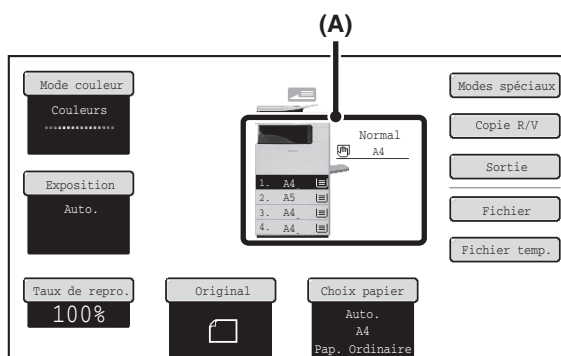 (A)
Mode couleur
Couleurs
Exposition
Auto.
Taux de repro.
100%
Original
Normal
A4
1. A4
2. A5
3. A4
4. A4
Choix papier
Auto.
A4
Pap. Ordinaire
Modes spéciaux
Copie R/V
Sortie
Fichier
Fichier temp.